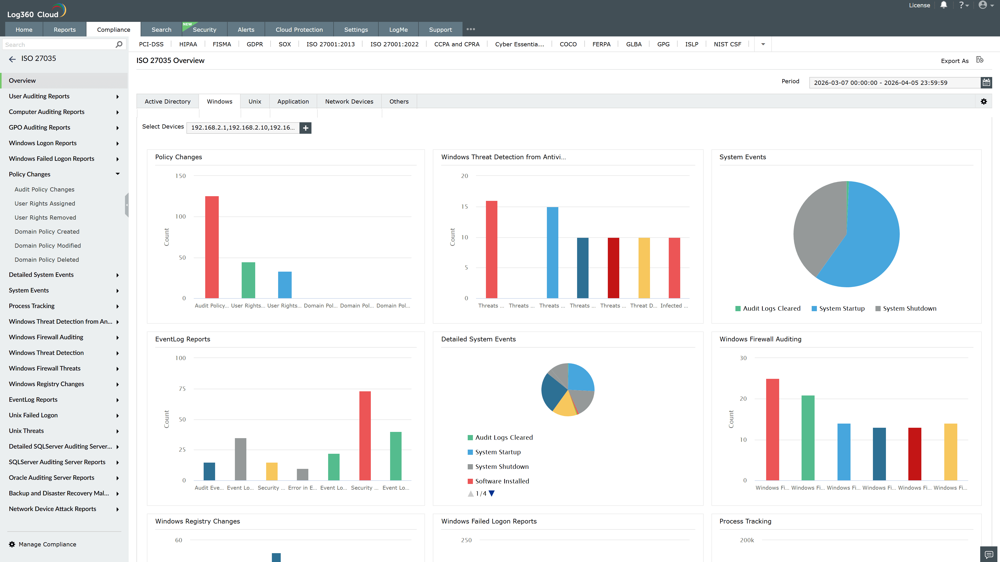 Log360 Cloud
License
?
Home
Reports
Compliance
Search
NEW
Security
Alerts
Cloud Protection
Settings
LogMe
Support
Search
PCI-DSS
HIPAA
FISMA
GDPR
SOX
ISO 27001:2013
ISO 27001:2022
CCPA and CPRA
Cyber Essentia...
COCO
FERPA
GLBA
GPG
ISLP
NIST CSF
ISO 27035
Overview
User Auditing Reports
Computer Auditing Reports
GPO Auditing Reports
Windows Logon Reports
Windows Failed Logon Reports
Policy Changes
Audit Policy Changes
User Rights Assigned
User Rights Removed
Domain Policy Created
Domain Policy Modified
Domain Policy Deleted
Detailed System Events
System Events
Process Tracking
Windows Threat Detection from An...
Windows Firewall Auditing
Windows Threat Detection
Windows Firewall Threats
Windows Registry Changes
EventLog Reports
Unix Failed Logon
Unix Threats
Detailed SQLServer Auditing Server...
SQLServer Auditing Server Reports
Oracle Auditing Server Reports
Backup and Disaster Recovery Mal...
Network Device Attack Reports
Manage Compliance
ISO 27035 Overview
Export As
Period
2026-03-07 00:00:00 - 2026-04-05 23:59:59
Active Directory
Windows
Unix
Application
Network Devices
Others
Select Devices
192.168.2.1,192.168.2.10,192.16...
Policy Changes
150
100
50
0
Count
Audit Policy... User Rights... User Rights... Domain Pol... Domain Pol... Domain Pol...
Windows Threat Detection from Antivi...
20
15
10
5
0
Count
Threats ... Threats ... Threats ... Threats ... Threats ... Threat D... Infected ...
System Events
Audit Logs Cleared
System Startup
System Shutdown
EventLog Reports
100
75
50
25
0
Count
Audit Eve... Event Lo... Security ... Error in E... Event Lo... Security ... Event Lo...
Detailed System Events
Audit Logs Cleared
System Startup
System Shutdown
Software Installed
1/4
Windows Firewall Auditing
30
20
10
0
Count
Windows Fi... Windows Fi... Windows Fi... Windows Fi... Windows Fi... Windows Fi...
Windows Registry Changes
60
Windows Failed Logon Reports
250
Process Tracking
200k